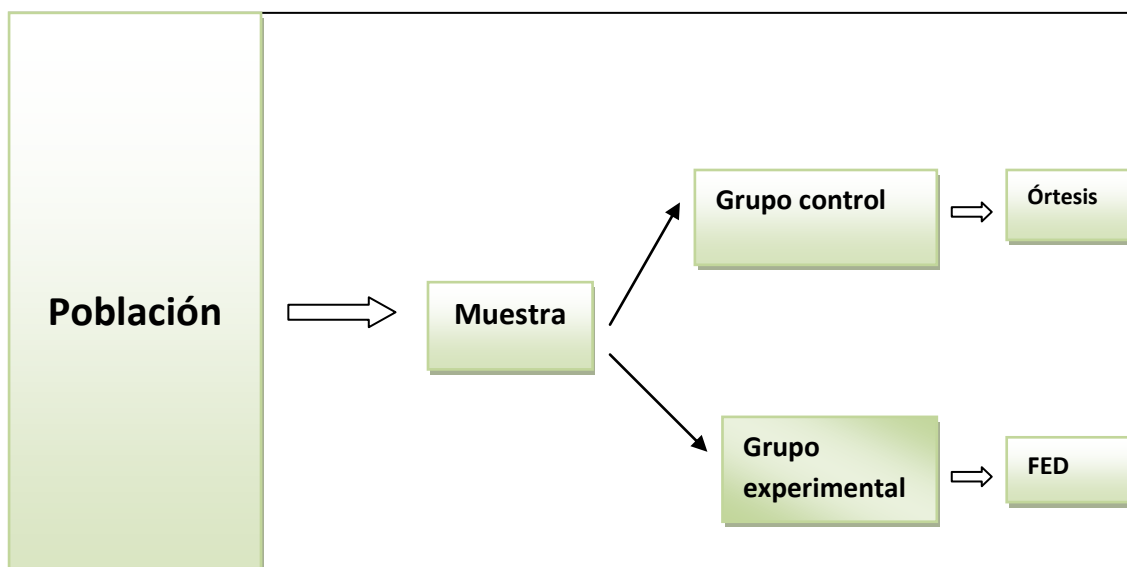 Población
Muestra
Grupo control
Órtesis
Grupo
experimental
FED